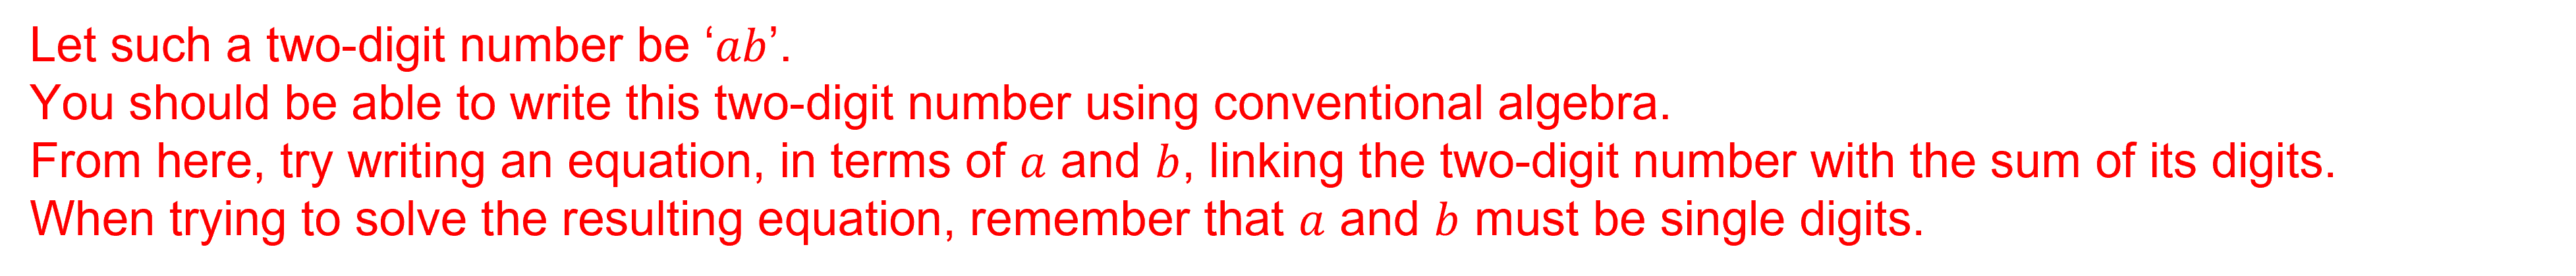 Let such a two-digit number be ‘ab’.
You should be able to write this two-digit number using conventional algebra.
From here, try writing an equation, in terms of a and b, linking the two-digit number with the sum of its digits.
When trying to solve the resulting equation, remember that a and b must be single digits.